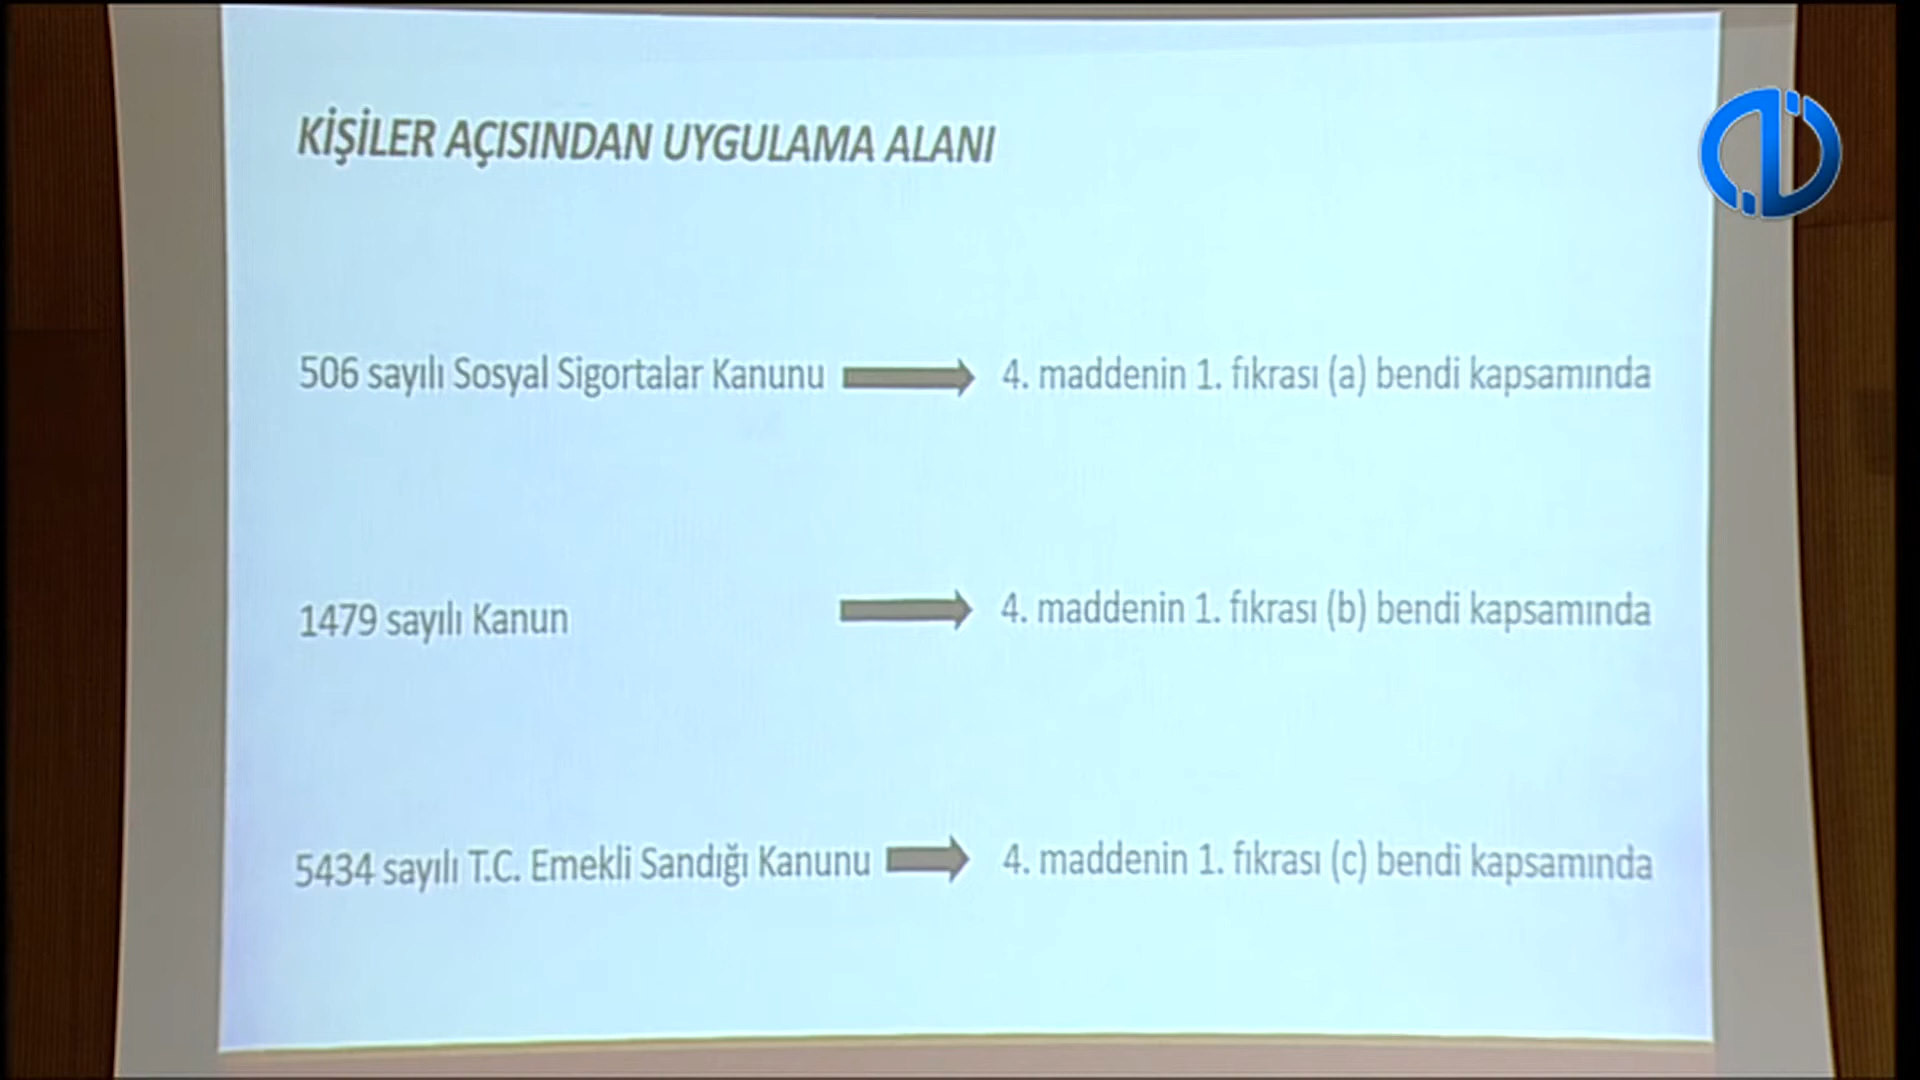 KİŞİLER AÇISINDAN UYGULAMA ALANI
506 sayılı Sosyal Sigortalar Kanunu 4. maddenin 1. fıkrası (a) bendi kapsamında
1479 sayılı Kanun 4. maddenin 1. fıkrası (b) bendi kapsamında
5434 sayılı T.C. Emekli Sandığı Kanunu 4. maddenin 1. fıkrası (c) bendi kapsamında